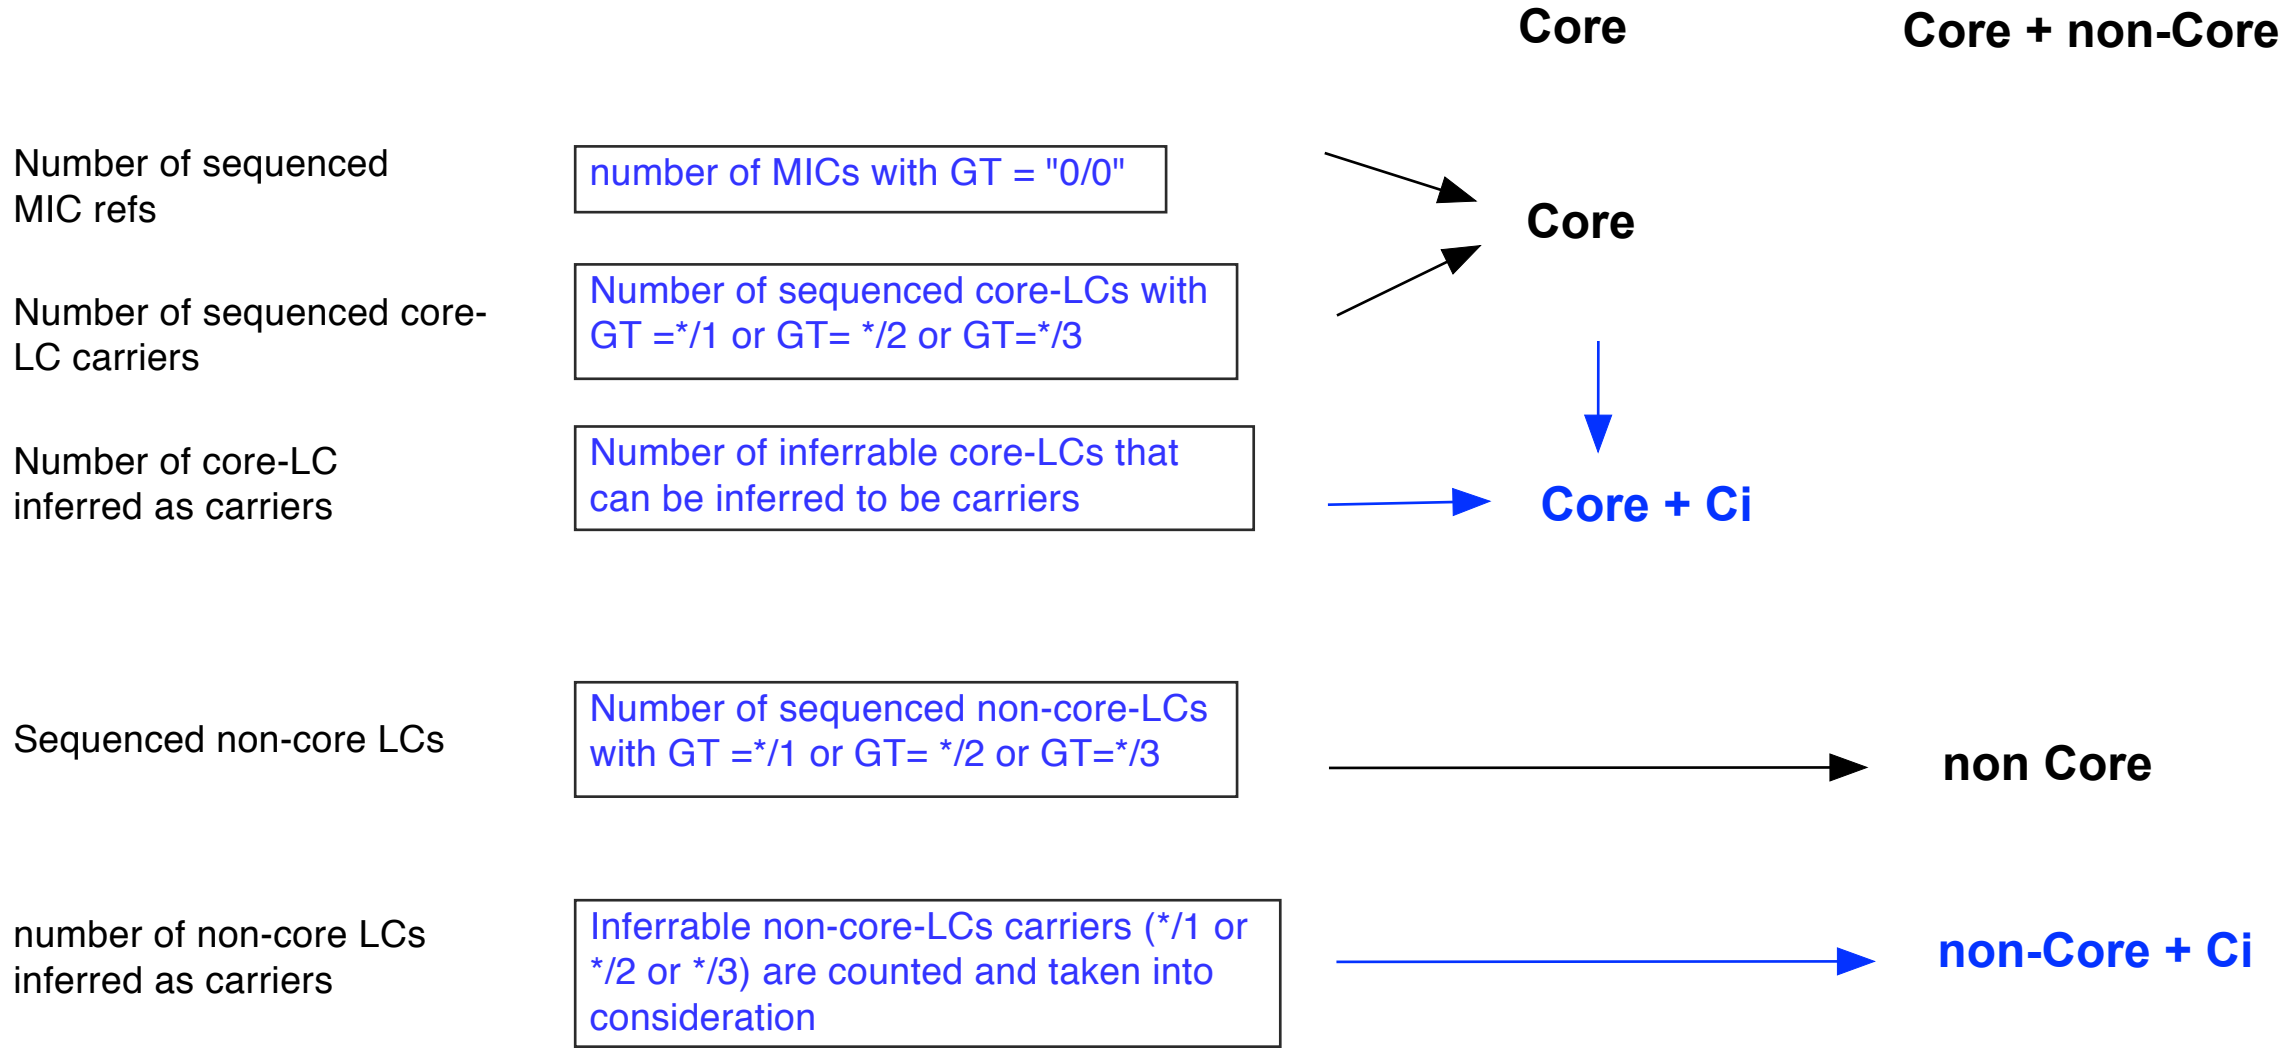 Core
Core + non-Core
Number of sequenced
MIC refs
number of MICs with GT = "0/0"
Core
Number of sequenced core-
LC carriers
Number of sequenced core-LCs with
GT =*/1 or GT= */2 or GT=*/3
Number of core-LC
inferred as carriers
Number of inferrable core-LCs that
can be inferred to be carriers
Core + Ci
Sequenced non-core LCs
Number of sequenced non-core-LCs
with GT =*/1 or GT= */2 or GT=*/3
non Core
number of non-core LCs
inferred as carriers
Inferrable non-core-LCs carriers (*/1 or
*/2 or */3) are counted and taken into
consideration
non-Core + Ci